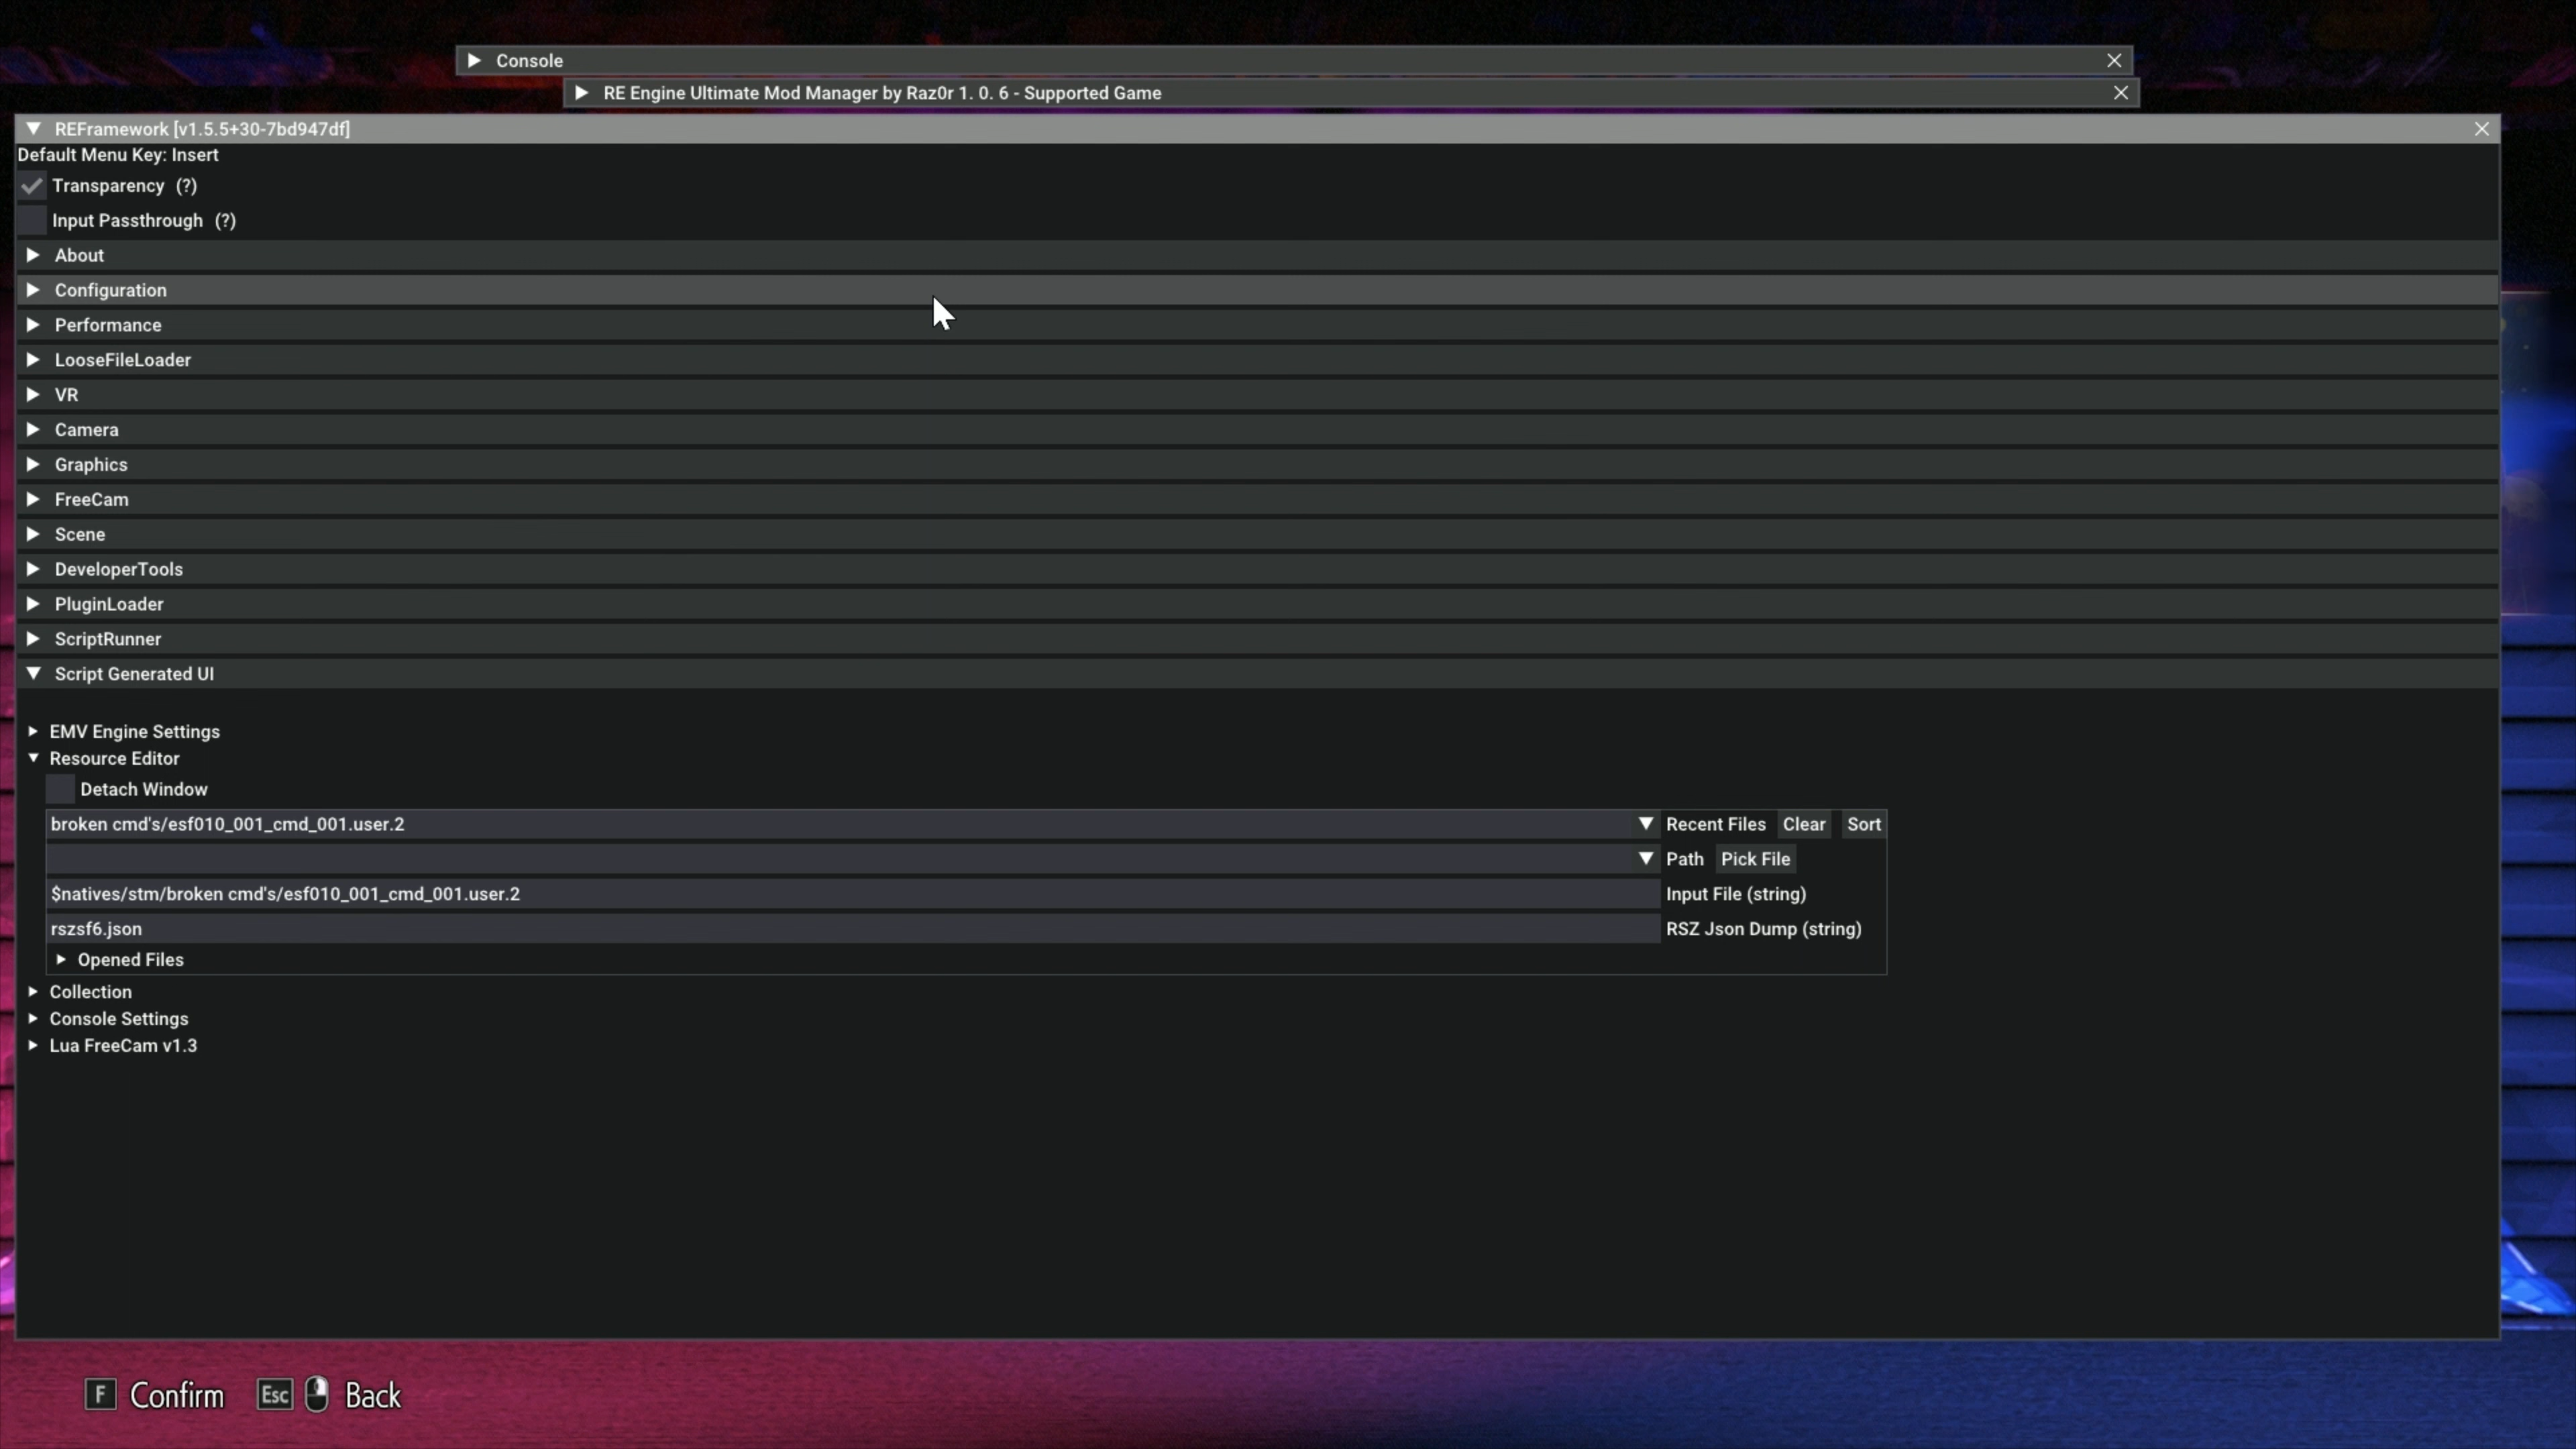 Console
RE Engine Ultimate Mod Manager by Raz0r 1. 0. 6 - Supported Game
REFramework [v1.5.5+30-7bd947df]
Default Menu Key: Insert
Transparency (?)
Input Passthrough (?)
About
Configuration
Performance
LooseFileLoader
VR
Camera
Graphics
FreeCam
Scene
DeveloperTools
PluginLoader
ScriptRunner
Script Generated UI
EMV Engine Settings
Resource Editor
Detach Window
broken cmd's/esf010_001_cmd_001.user.2 Recent Files Clear Sort
Path Pick File
$natives/stm/broken cmd's/esf010_001_cmd_001.user.2 Input File (string)
rszsf6.json RSZ Json Dump (string)
Opened Files
Collection
Console Settings
Lua FreeCam v1.3
F Confirm Esc Back